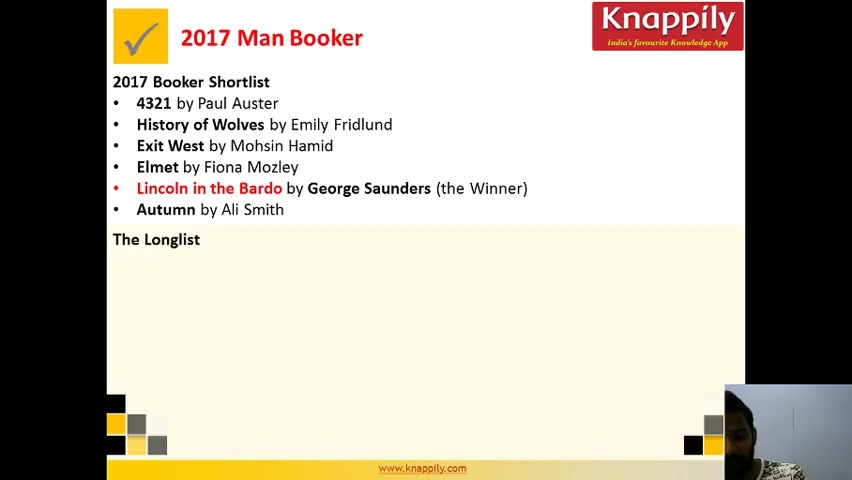 2017 Man Booker
Knappily
India's favourite Knowledge App
2017 Booker Shortlist
• 4321 by Paul Auster
• History of Wolves by Emily Fridlund
• Exit West by Mohsin Hamid
• Elmet by Fiona Mozley
• Lincoln in the Bardo by George Saunders (the Winner)
• Autumn by Ali Smith
The Longlist
www.knappily.com